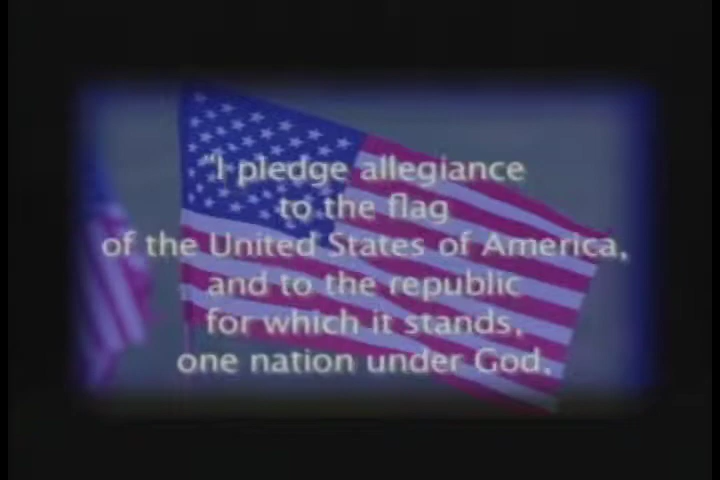 "I pledge allegiance
to the flag
of the United States of America,
and to the republic
for which it stands,
one nation under God,